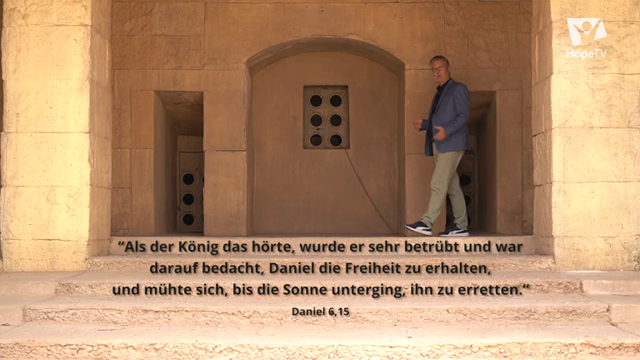 HopeTV
“Als der König das hörte, wurde er sehr betrübt und war
darauf bedacht, Daniel die Freiheit zu erhalten,
und mühte sich, bis die Sonne unterging, ihn zu erretten.“
Daniel 6,15